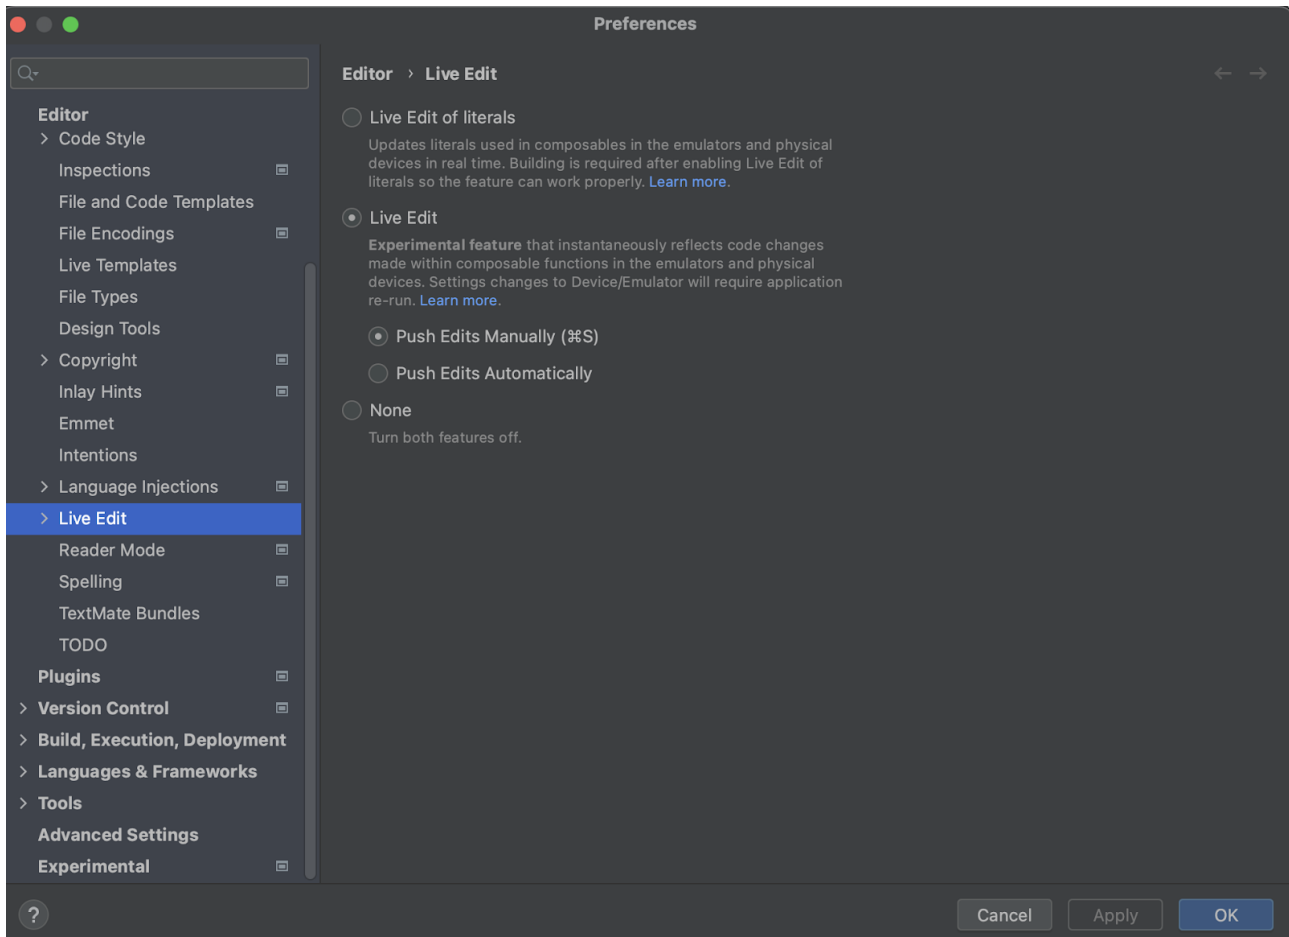 Preferences
Editor
Code Style
Inspections
File and Code Templates
File Encodings
Live Templates
File Types
Design Tools
Copyright
Inlay Hints
Emmet
Intentions
Language Injections
Live Edit
Reader Mode
Spelling
TextMate Bundles
TODO
Plugins
Version Control
Build, Execution, Deployment
Languages & Frameworks
Tools
Advanced Settings
Experimental
Editor › Live Edit
Live Edit of literals
Updates literals used in composables in the emulators and physical
devices in real time. Building is required after enabling Live Edit of
literals so the feature can work properly. Learn more.
Live Edit
Experimental feature that instantaneously reflects code changes
made within composable functions in the emulators and physical
devices. Settings changes to Device/Emulator will require application
re-run. Learn more.
Push Edits Manually (⌘S)
Push Edits Automatically
None
Turn both features off.
?
Cancel
Apply
OK